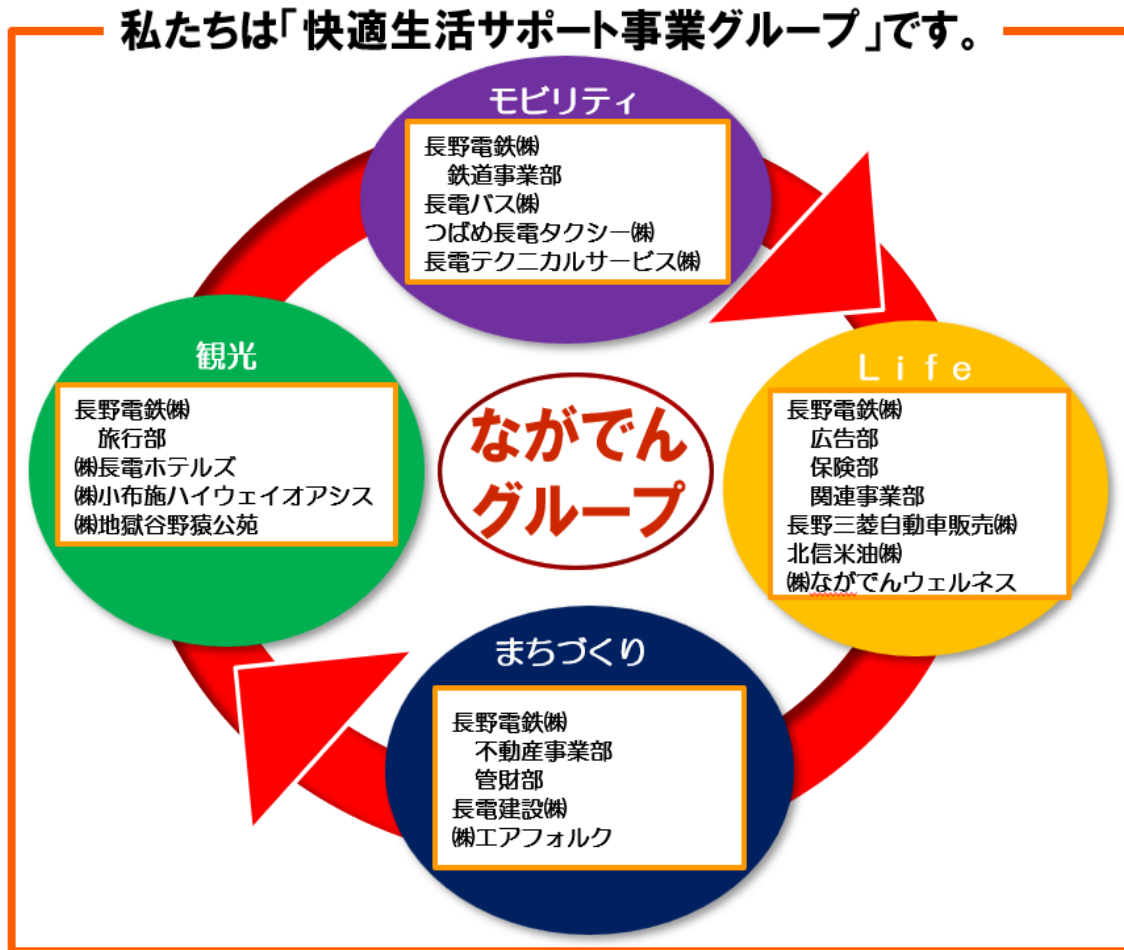 私たちは「快適生活サポート事業グループ」です。
モビリティ
長野電鉄㈱
鉄道事業部
長電バス㈱
つばめ長電タクシー㈱
長電テクニカルサービス㈱
観光
長野電鉄㈱
旅行部
㈱長電ホテルズ
㈱小布施ハイウェイオアシス
㈱地獄谷野猿公苑
ながでん
グループ
Life
長野電鉄㈱
広告部
保険部
関連事業部
長野三菱自動車販売㈱
北信米油㈱
㈱ながでんウェルネス
まちづくり
長野電鉄㈱
不動産事業部
管財部
長電建設㈱
㈱エアフォルク